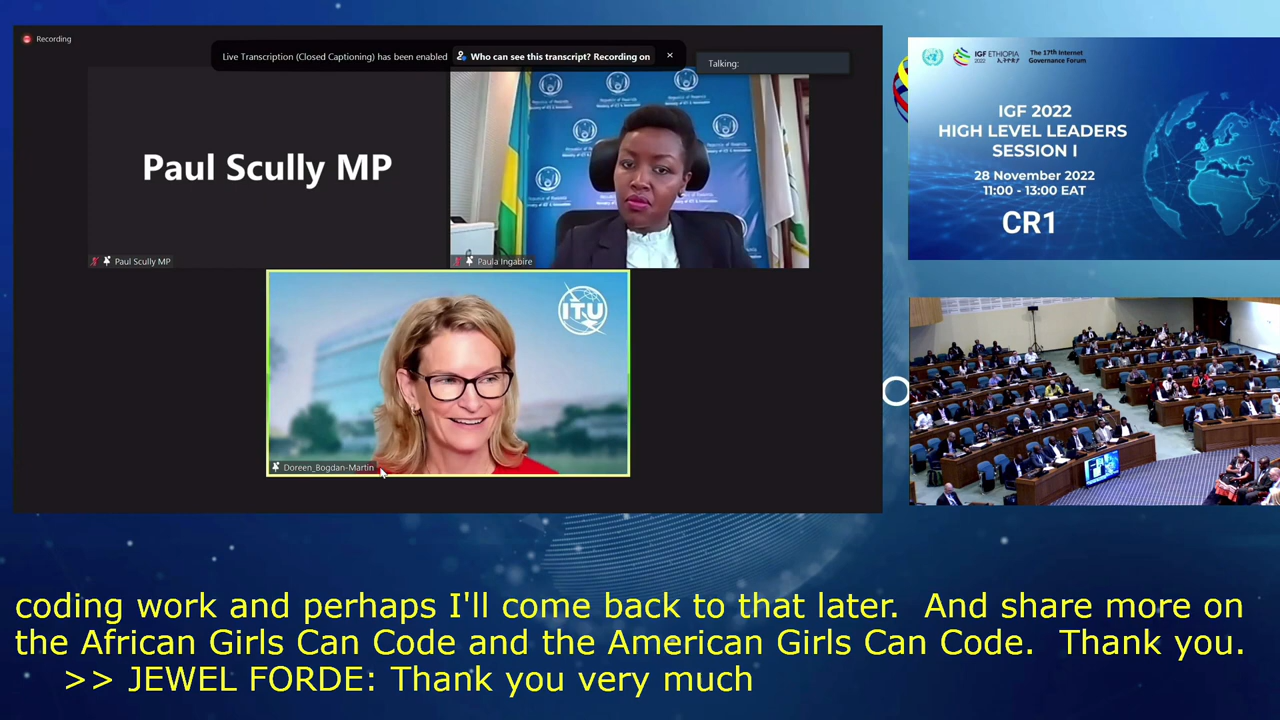 Recording
Live Transcription (Closed Captioning) has been enabled
Who can see this transcript? Recording on
Talking:
Paul Scully MP
Paul Scully MP
Paula Ingabire
ITU
Doreen_Bogdan-Martin
IGF ETHIOPIA
2022 ኢትዮጵያ
The 17th Internet
Governance Forum
IGF 2022
HIGH LEVEL LEADERS
SESSION I
28 November 2022
11:00 - 13:00 EAT
CR1
coding work and perhaps I'll come back to that later. And share more on
the African Girls Can Code and the American Girls Can Code. Thank you.
>> JEWEL FORDE: Thank you very much